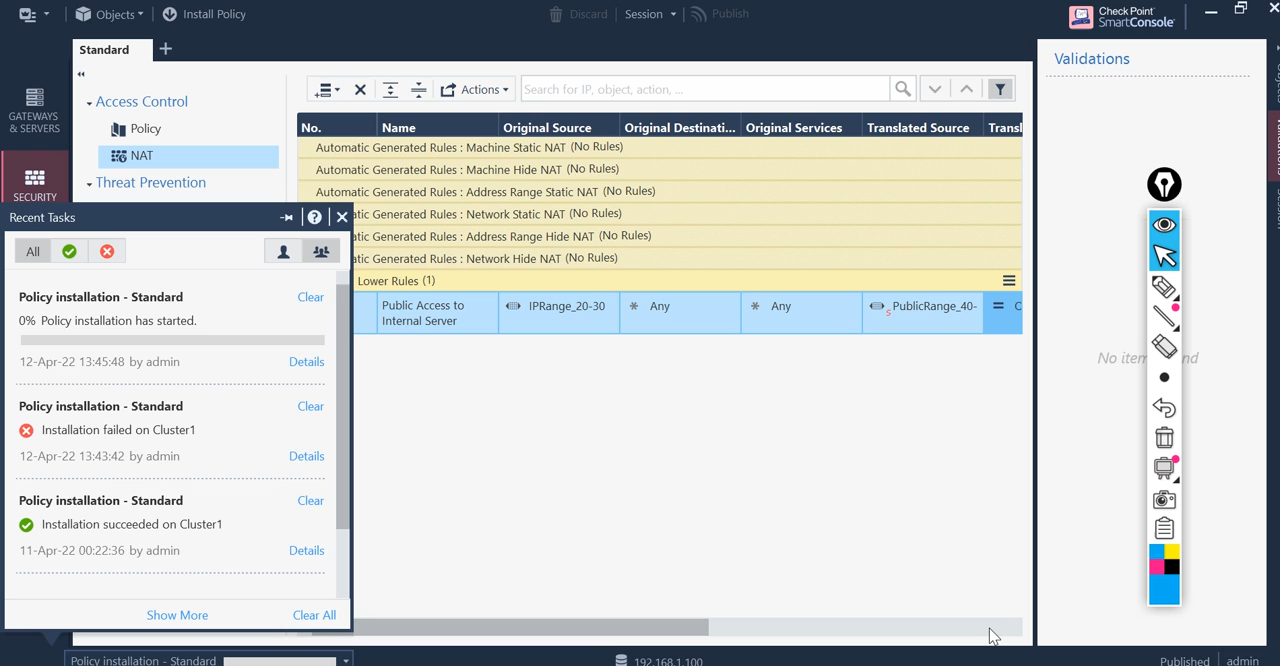 Objects
Install Policy
Discard
Session
Publish
Check Point
SmartConsole
Standard
GATEWAYS
& SERVERS
SECURITY
Access Control
Policy
NAT
Threat Prevention
Actions
Search for IP, object, action, ...
No. Name Original Source Original Destinati... Original Services Translated Source Transl
Automatic Generated Rules : Machine Static NAT (No Rules)
Automatic Generated Rules : Machine Hide NAT (No Rules)
Automatic Generated Rules : Address Range Static NAT (No Rules)
tic Generated Rules : Network Static NAT (No Rules)
tic Generated Rules : Address Range Hide NAT (No Rules)
tic Generated Rules : Network Hide NAT (No Rules)
Lower Rules (1)
Public Access to
Internal Server
IPRange_20-30
* Any
* Any
s PublicRange_40-
= 
Recent Tasks
All
Policy installation - Standard Clear
0% Policy installation has started.
12-Apr-22 13:45:48 by admin Details
Policy installation - Standard Clear
Installation failed on Cluster1
12-Apr-22 13:43:42 by admin Details
Policy installation - Standard Clear
Installation succeeded on Cluster1
11-Apr-22 00:22:36 by admin Details
Show More Clear All
Validations
No item
nd
Policy installation - Standard
192.168.1.100
Published
admin